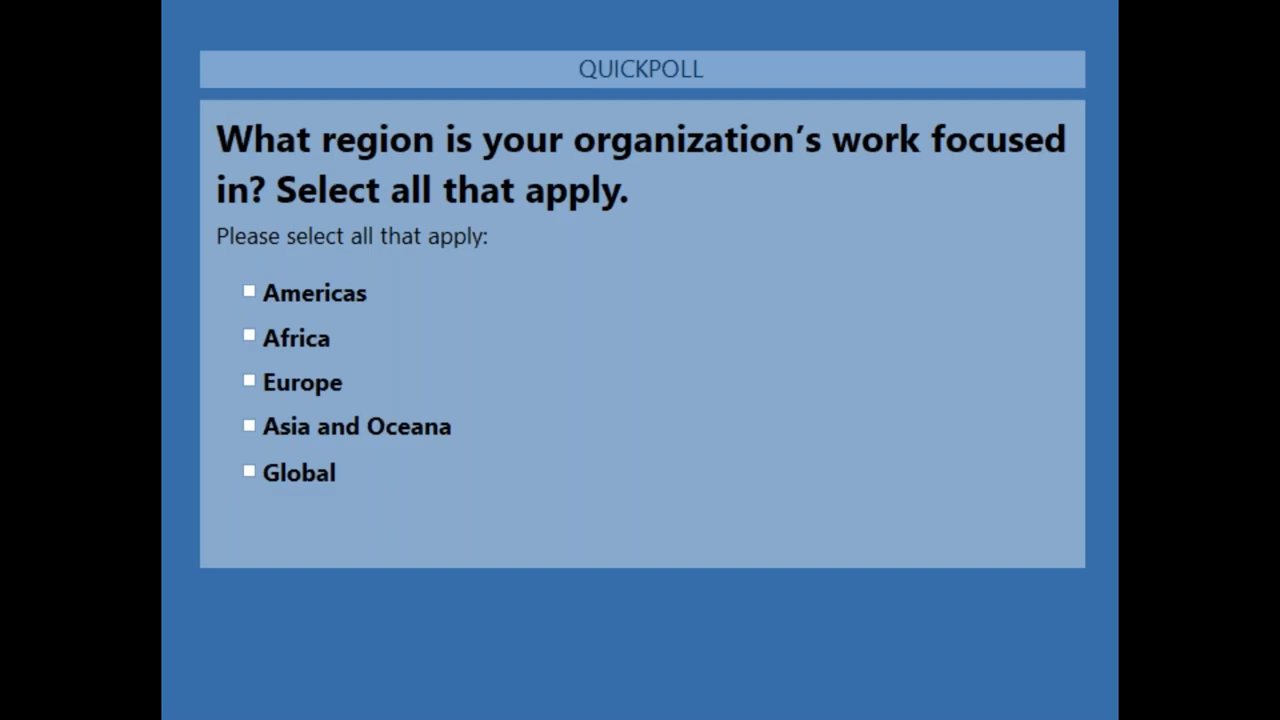 QUICKPOLL
What region is your organization’s work focused
in? Select all that apply.
Please select all that apply:
Americas
Africa
Europe
Asia and Oceana
Global